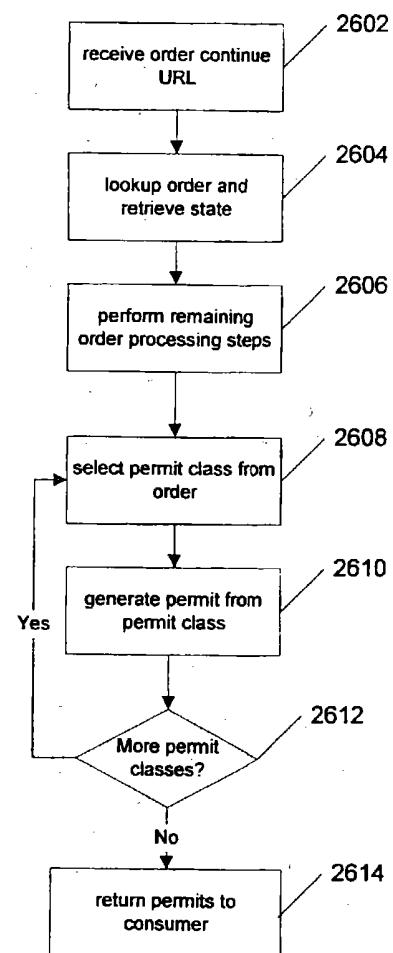 2602
receive order continue
URL
2604
lookup order and
retrieve state
2606
perform remaining
order processing steps
2608
select permit class from
order
2610
generate permit from
permit class
Yes
2612
More permit
classes?
No
2614
return permits to
consumer